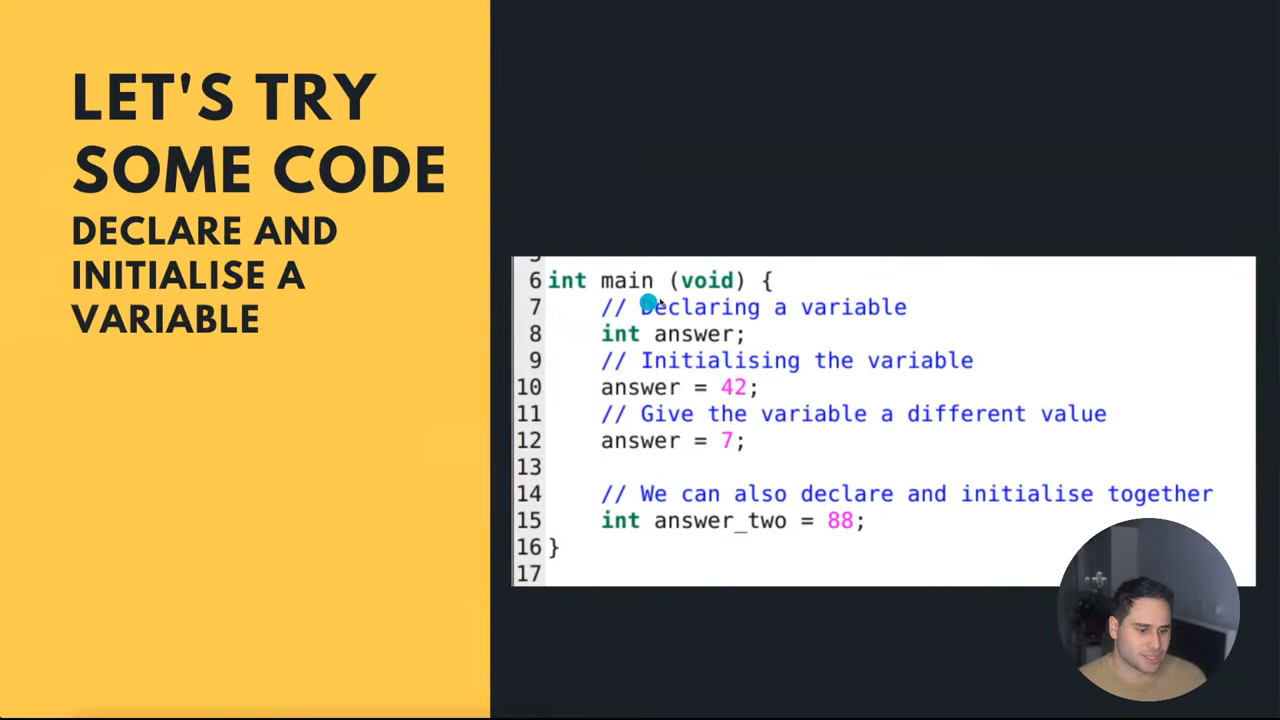 LET'S TRY
SOME CODE
DECLARE AND
INITIALISE A
VARIABLE
6 int main (void) {
7 // Declaring a variable
8 int answer;
9 // Initialising the variable
10 answer = 42;
11 // Give the variable a different value
12 answer = 7;
13
14 // We can also declare and initialise together
15 int answer_two = 88;
16 }
17